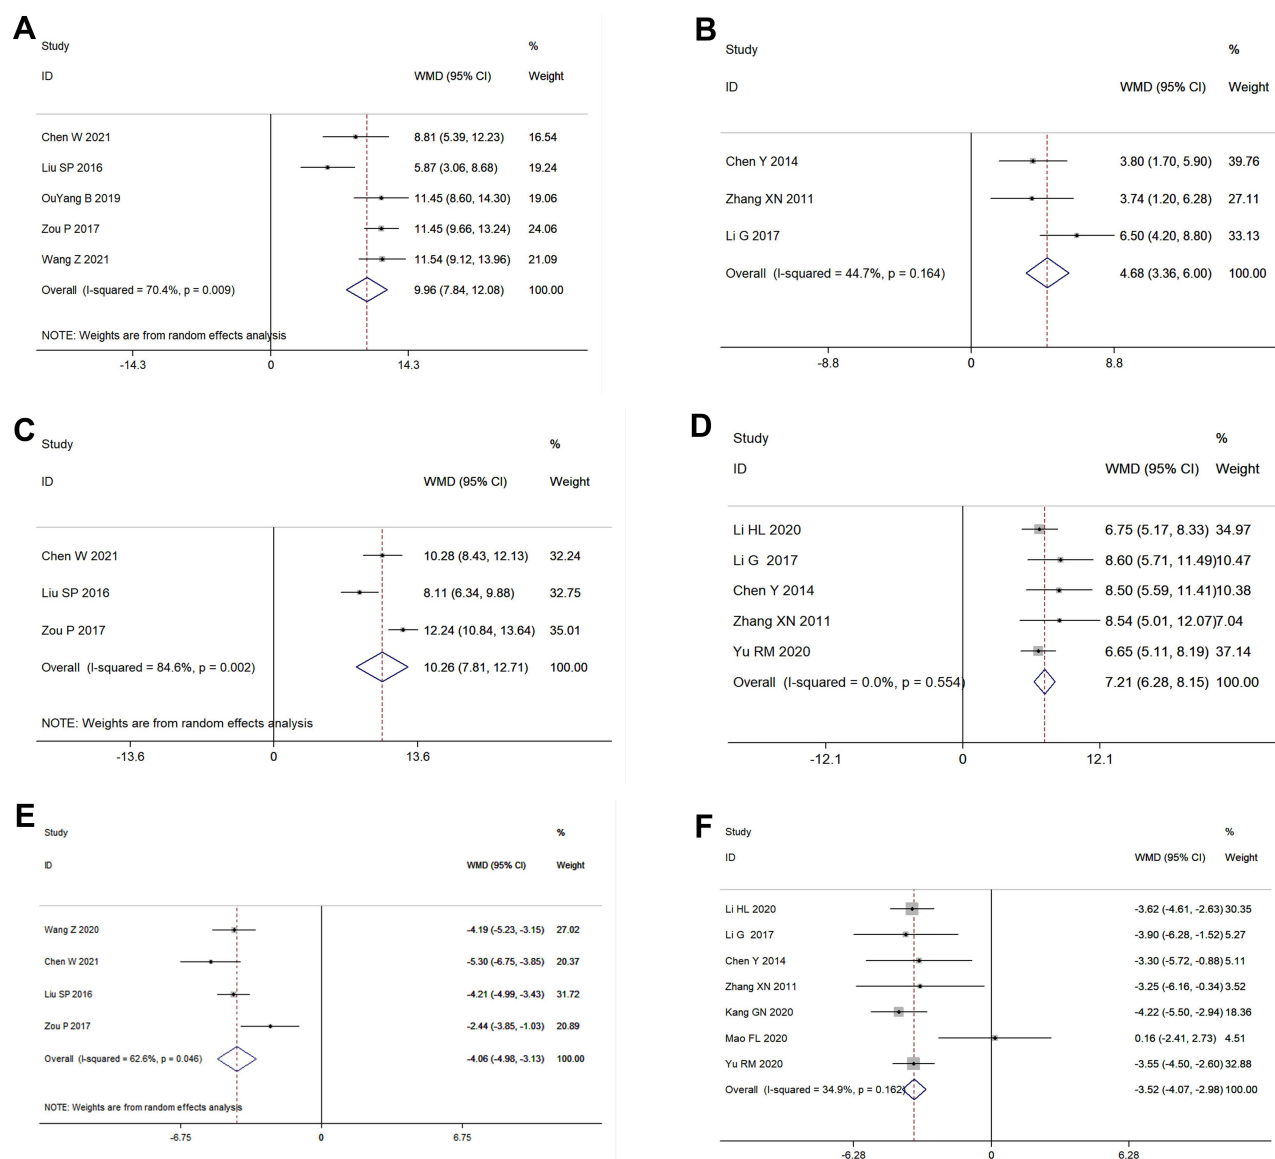 A
Study %
ID WMD (95% CI) Weight
Chen W 2021 8.81 (5.39, 12.23) 16.54
Liu SP 2016 5.87 (3.06, 8.68) 19.24
OuYang B 2019 11.45 (8.60, 14.30) 19.06
Zou P 2017 11.45 (9.66, 13.24) 24.06
Wang Z 2021 11.54 (9.12, 13.96) 21.09
Overall (I-squared = 70.4%, p = 0.009) 9.96 (7.84, 12.08) 100.00
NOTE: Weights are from random effects analysis
-14.3 0 14.3
B
Study %
ID WMD (95% CI) Weight
Chen Y 2014 3.80 (1.70, 5.90) 39.76
Zhang XN 2011 3.74 (1.20, 6.28) 27.11
Li G 2017 6.50 (4.20, 8.80) 33.13
Overall (I-squared = 44.7%, p = 0.164) 4.68 (3.36, 6.00) 100.00
-8.8 0 8.8
C
Study %
ID WMD (95% CI) Weight
Chen W 2021 10.28 (8.43, 12.13) 32.24
Liu SP 2016 8.11 (6.34, 9.88) 32.75
Zou P 2017 12.24 (10.84, 13.64) 35.01
Overall (I-squared = 84.6%, p = 0.002) 10.26 (7.81, 12.71) 100.00
NOTE: Weights are from random effects analysis
-13.6 0 13.6
D
Study %
ID WMD (95% CI) Weight
Li HL 2020 6.75 (5.17, 8.33) 34.97
Li G 2017 8.60 (5.71, 11.49) 10.47
Chen Y 2014 8.50 (5.59, 11.41) 10.38
Zhang XN 2011 8.54 (5.01, 12.07) 7.04
Yu RM 2020 6.65 (5.11, 8.19) 37.14
Overall (I-squared = 0.0%, p = 0.554) 7.21 (6.28, 8.15) 100.00
-12.1 0 12.1
E
Study %
ID WMD (95% CI) Weight
Wang Z 2020 -4.19 (-5.23, -3.15) 27.02
Chen W 2021 -5.30 (-6.75, -3.85) 20.37
Liu SP 2016 -4.21 (-4.99, -3.43) 31.72
Zou P 2017 -2.44 (-3.85, -1.03) 20.89
Overall (I-squared = 62.6%, p = 0.046) -4.06 (-4.98, -3.13) 100.00
NOTE: Weights are from random effects analysis
-6.75 0 6.75
F
Study %
ID WMD (95% CI) Weight
Li HL 2020 -3.62 (-4.61, -2.63) 30.35
Li G 2017 -3.90 (-6.28, -1.52) 5.27
Chen Y 2014 -3.30 (-5.72, -0.88) 5.11
Zhang XN 2011 -3.25 (-6.16, -0.34) 3.52
Kang GN 2020 -4.22 (-5.50, -2.94) 18.36
Mao FL 2020 0.16 (-2.41, 2.73) 4.51
Yu RM 2020 -3.55 (-4.50, -2.60) 32.88
Overall (I-squared = 34.9%, p = 0.162) -3.52 (-4.07, -2.98) 100.00
-6.28 0 6.28